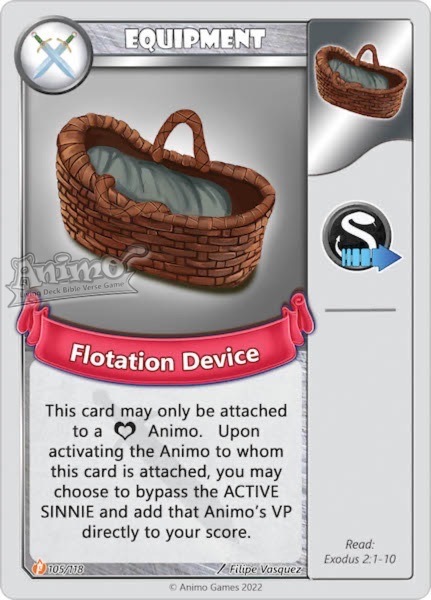 EQUIPMENT
Animo
Deck Bible Verse Game
Flotation Device
This card may only be attached
to a Animo. Upon
activating the Animo to whom
this card is attached, you may
choose to bypass the ACTIVE
SINNIE and add that Animo's VP
directly to your score.
S
Read:
Exodus 2:1-10
105/118
Filipe Vasquez
© Animo Games 2022